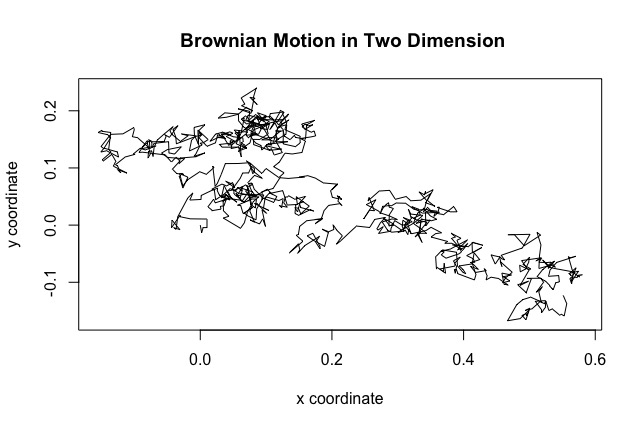 Brownian Motion in Two Dimension
0.2
0.1
0.0
-0.1
y coordinate
0.0 0.2 0.4 0.6
x coordinate